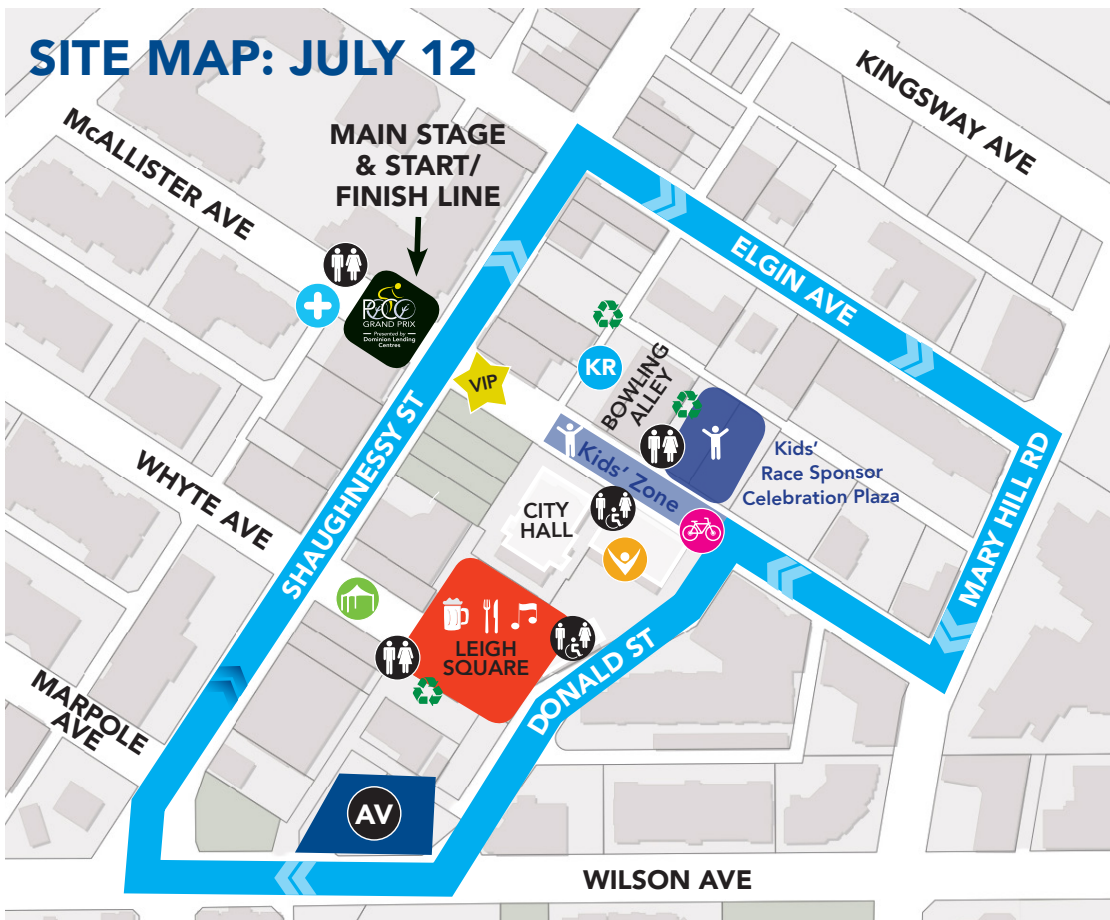 SITE MAP: JULY 12
KINGSWAY AVE
McALLISTER AVE
MAIN STAGE
& START/
FINISH LINE
ELGIN AVE
PoCo
GRAND PRIX
Presented by
Dominion Lending
Centres
VIP
KR
BOWLING
ALLEY
Kids' Zone
Kids'
Race Sponsor
Celebration Plaza
SHAUGHNESSY ST
WHYTE AVE
CITY
HALL
MARY HILL RD
LEIGH
SQUARE
DONALD ST
MARPOLE
AVE
AV
WILSON AVE